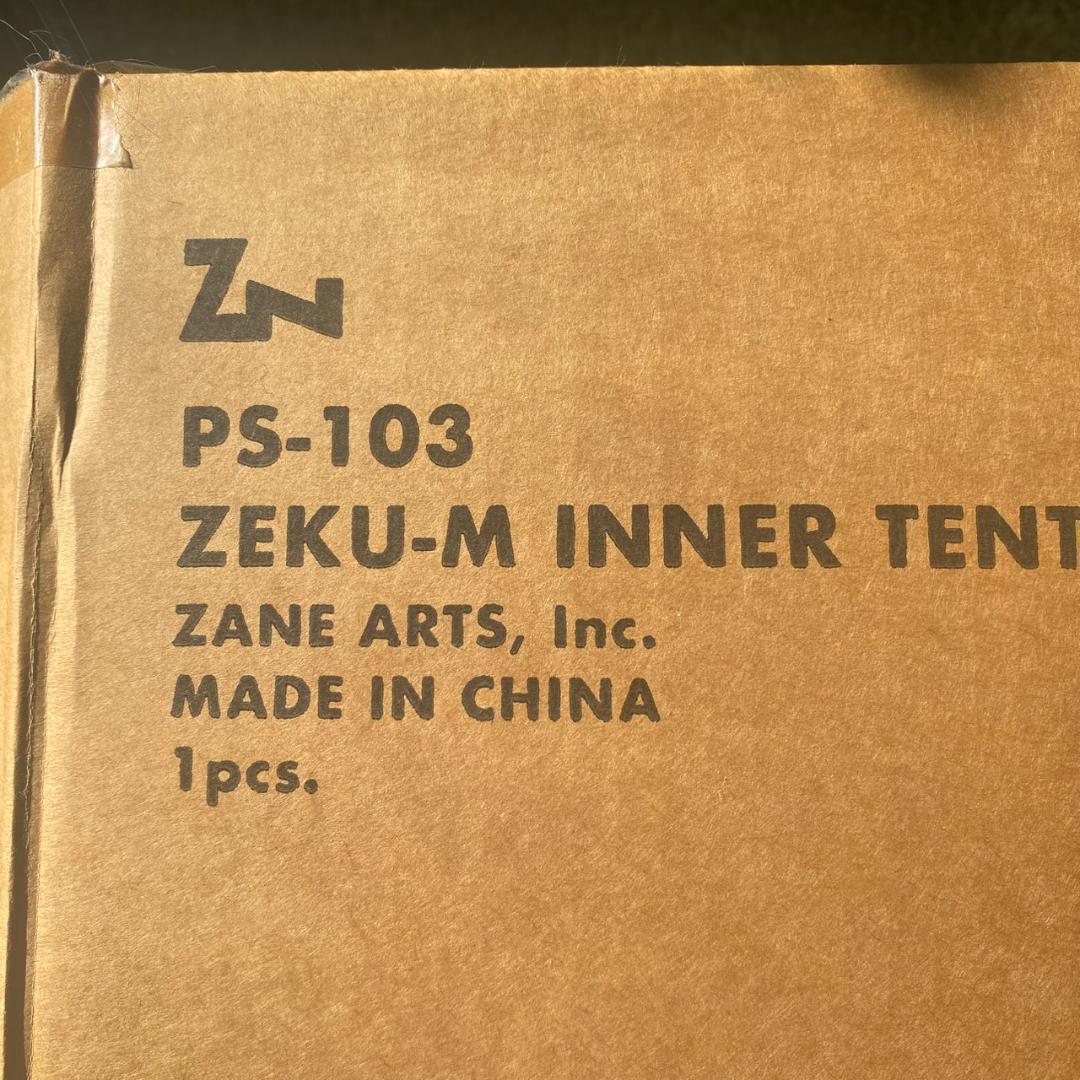 ZN
PS-103
ZEKU-M INNER TENT
ZANE ARTS, Inc.
MADE IN CHINA
1pcs.